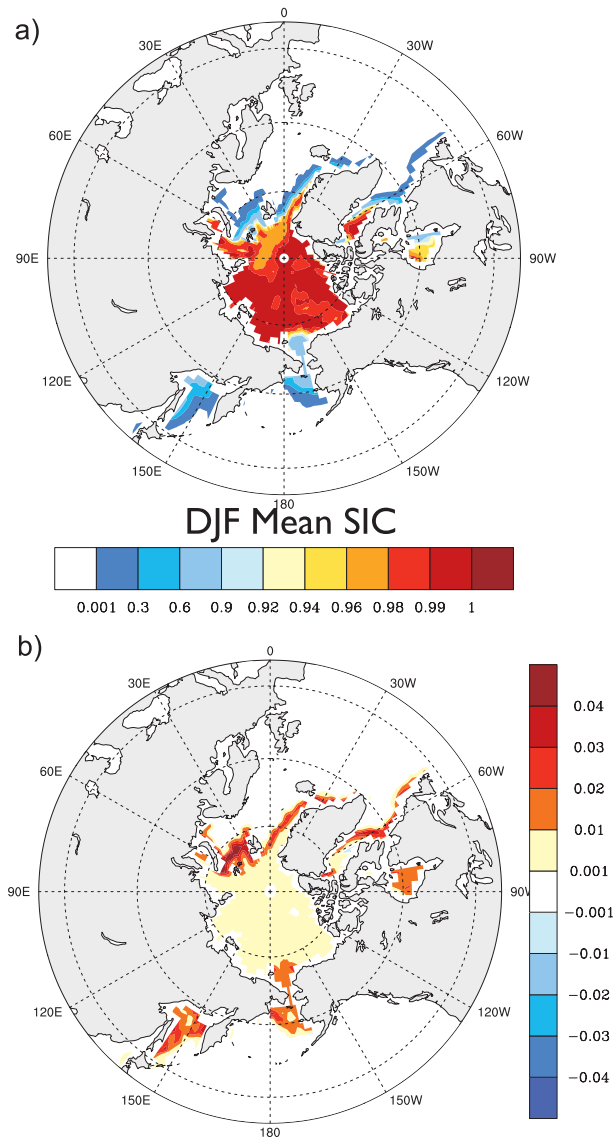 a)
0
30E
30W
60E
60W
90E
90W
120E
120W
150E
150W
180
DJF Mean SIC
0.001 0.3 0.6 0.9 0.92 0.94 0.96 0.98 0.99 1
b)
0
30E
30W
0.04
0.03
60E
60W
0.02
0.01
0.001
90E
90W
-0.001
-0.01
-0.02
120E
120W
-0.03
-0.04
150E
150W
180